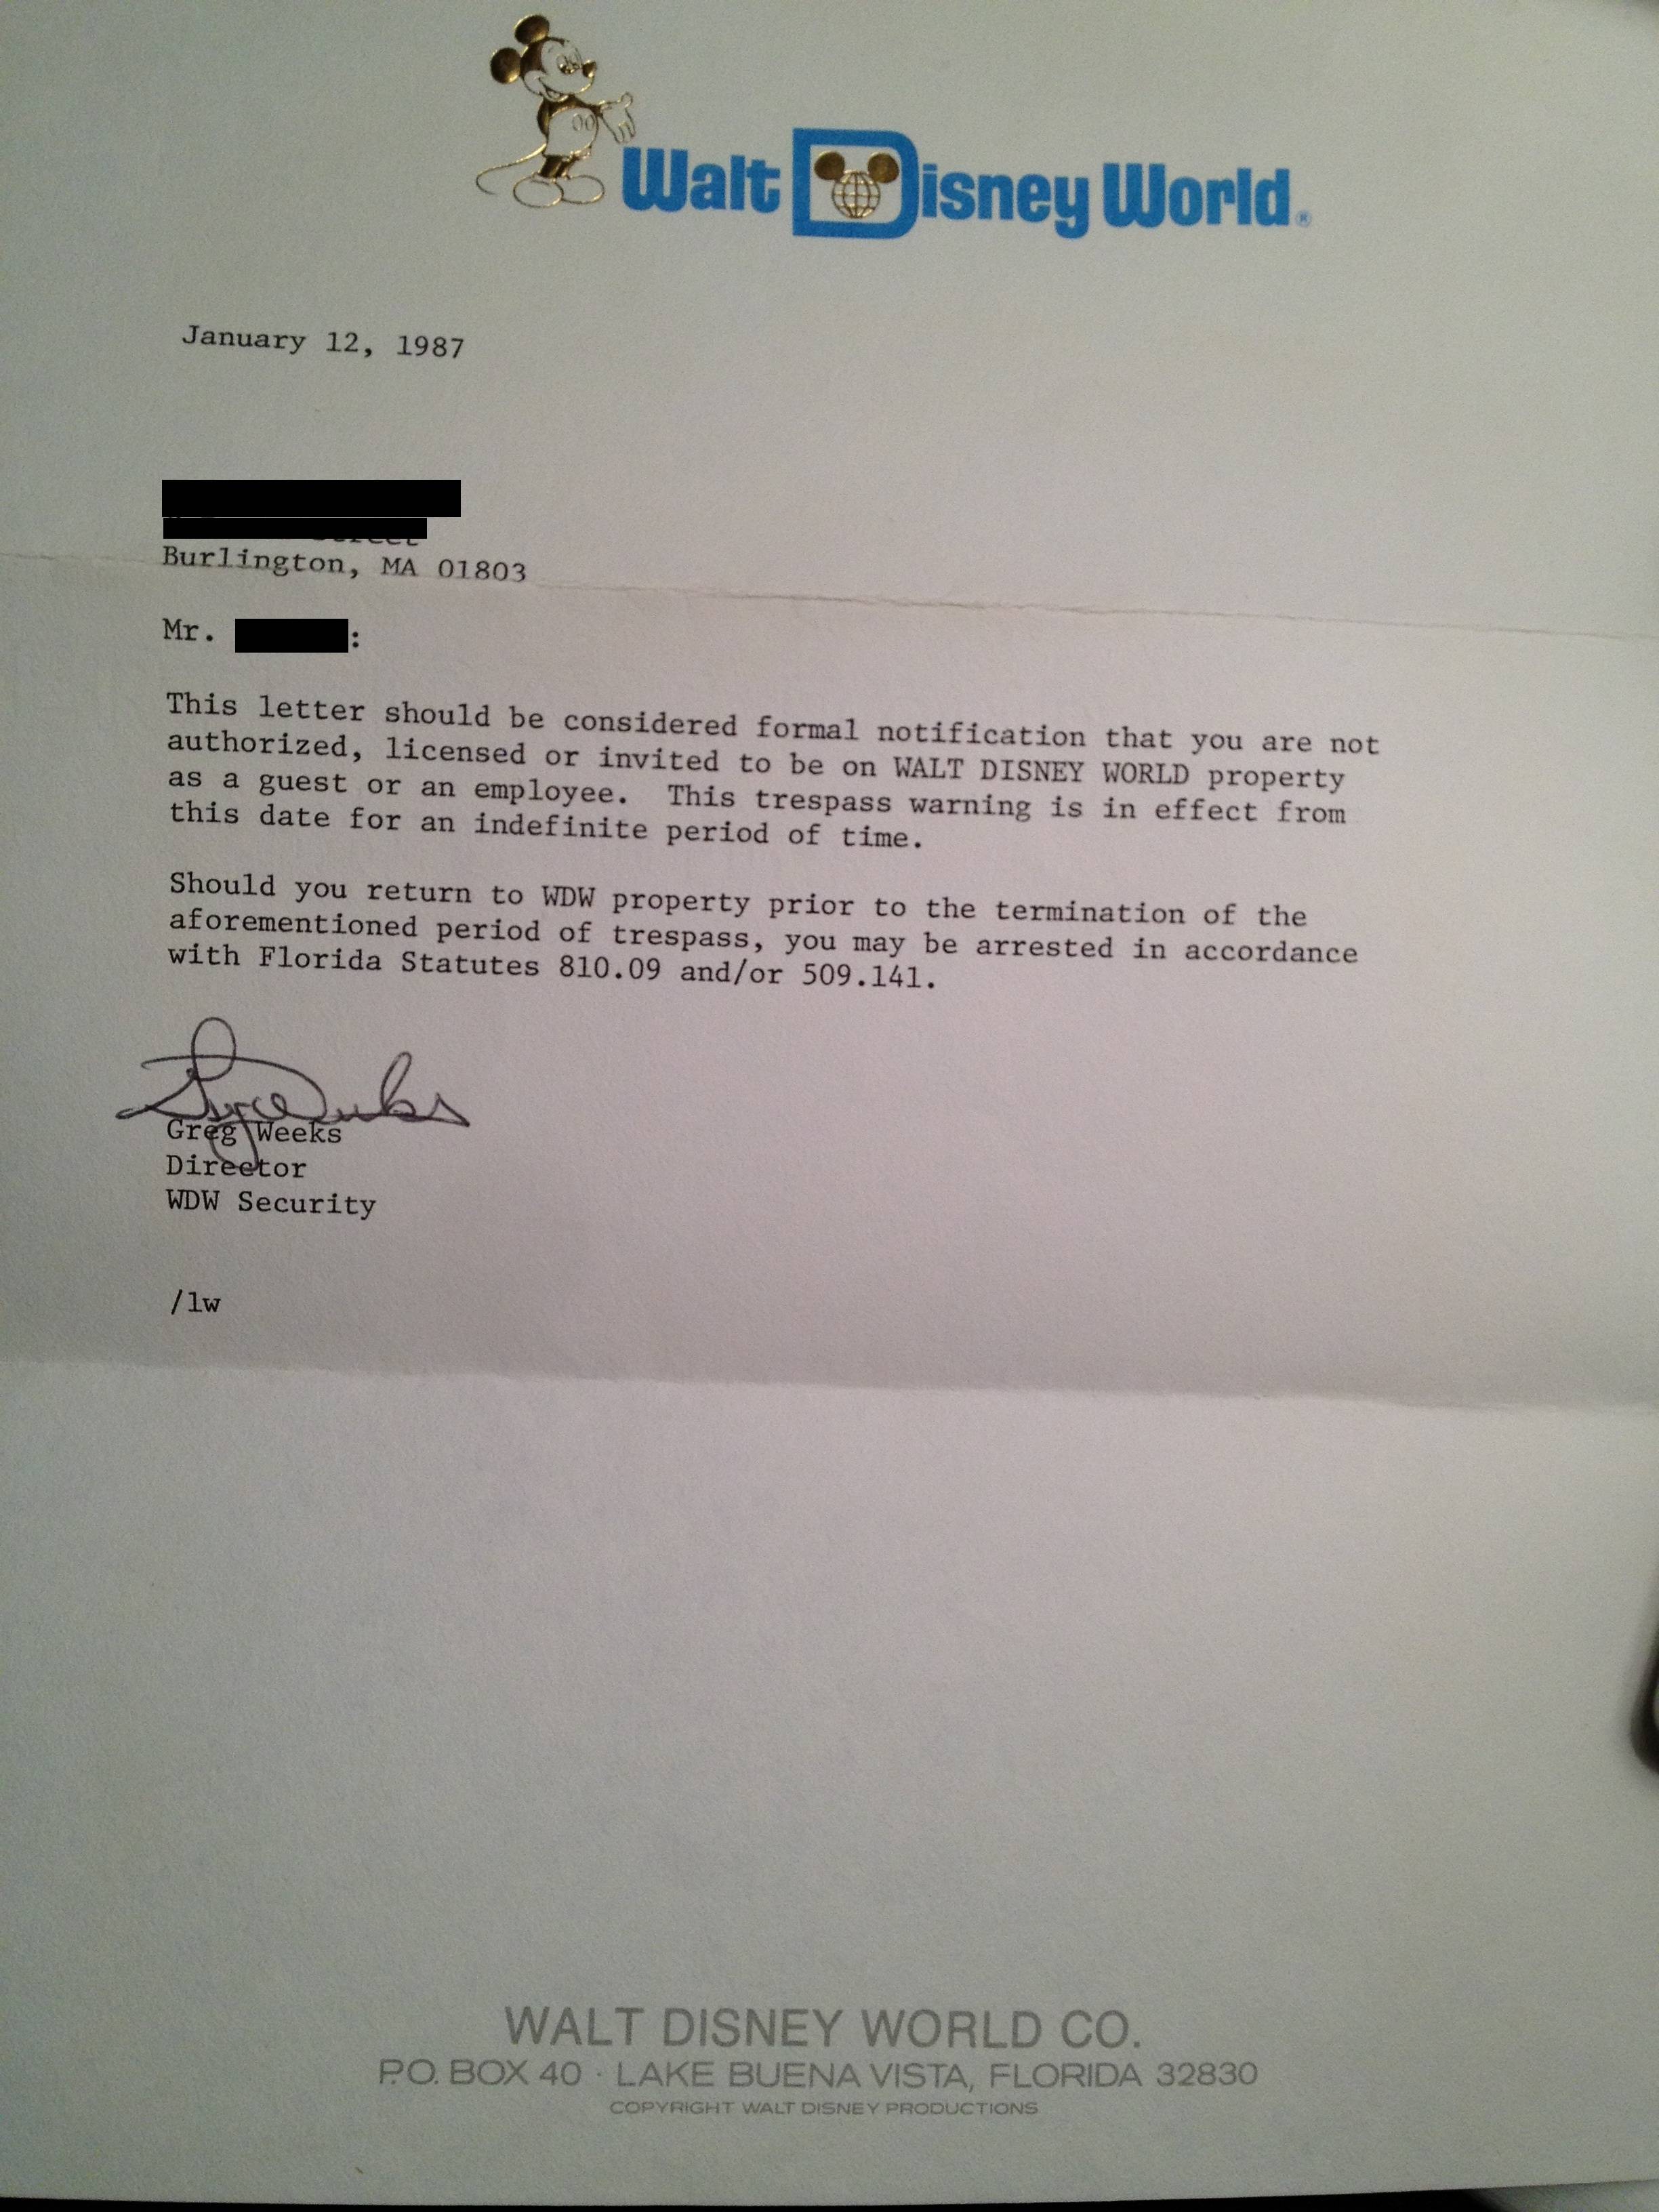 Walt Disney World®
January 12, 1987
Street
Burlington, MA 01803
Mr. :
This letter should be considered formal notification that you are not
authorized, licensed or invited to be on WALT DISNEY WORLD property
as a guest or an employee. This trespass warning is in effect from
this date for an indefinite period of time.
Should you return to WDW property prior to the termination of the
aforementioned period of trespass, you may be arrested in accordance
with Florida Statutes 810.09 and/or 509.141.
Greg Weeks
Greg Weeks
Director
WDW Security
/lw
WALT DISNEY WORLD CO.
P.O. BOX 40 · LAKE BUENA VISTA, FLORIDA 32830
COPYRIGHT WALT DISNEY PRODUCTIONS